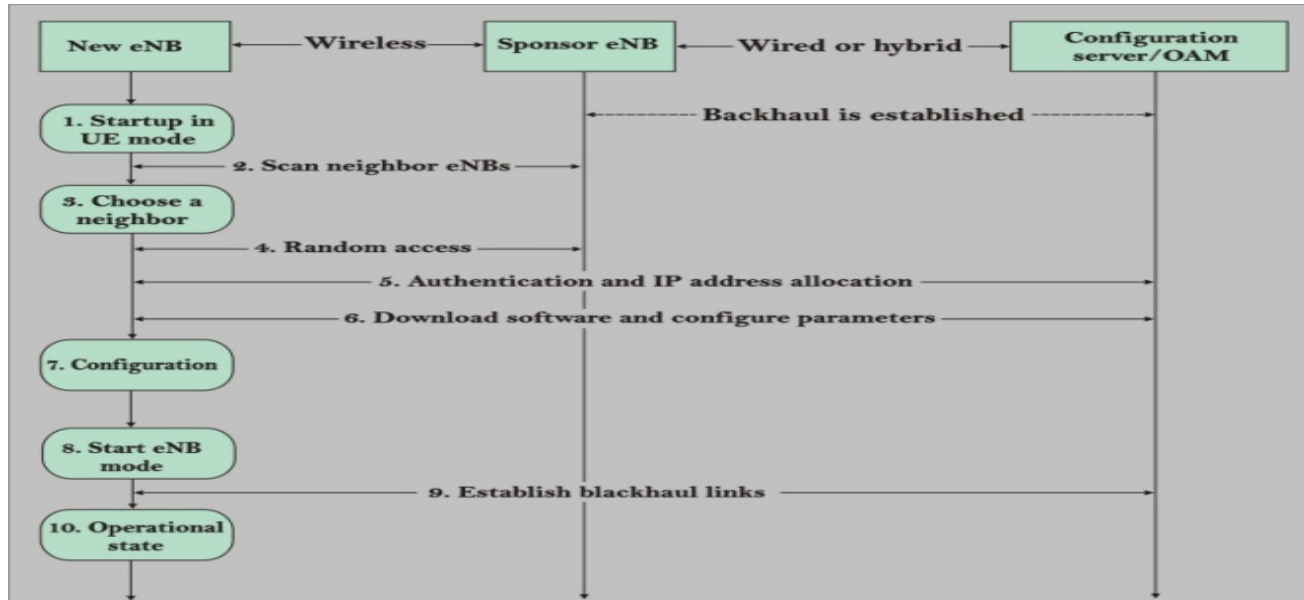 New eNB
Wireless
Sponsor eNB
Wired or hybrid
Configuration
server/OAM
Backhaul is established
1. Startup in
UE mode
2. Scan neighbor eNBs
3. Choose a
neighbor
4. Random access
5. Authentication and IP address allocation
6. Download software and configure parameters
7. Configuration
8. Start eNB
mode
9. Establish blackhaul links
10. Operational
state